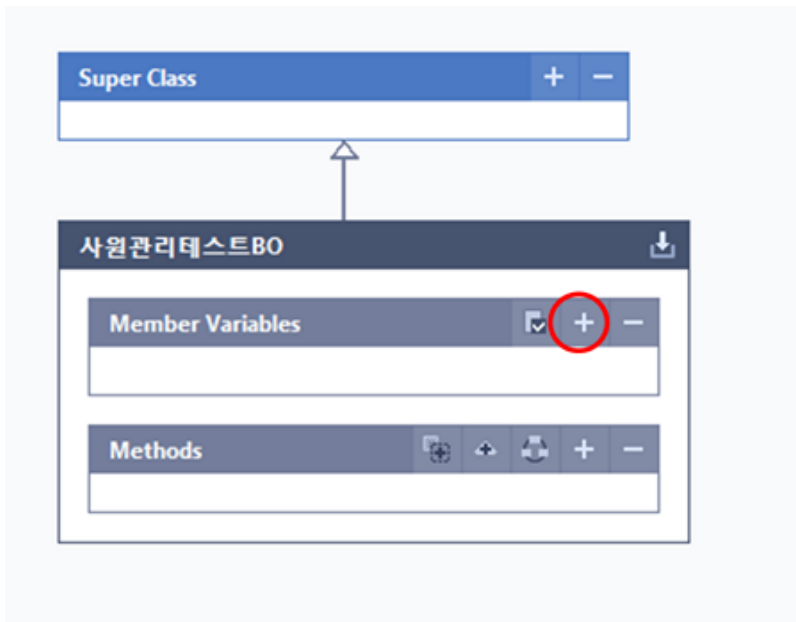 Super Class
사원관리테스트BO
Member Variables
Methods